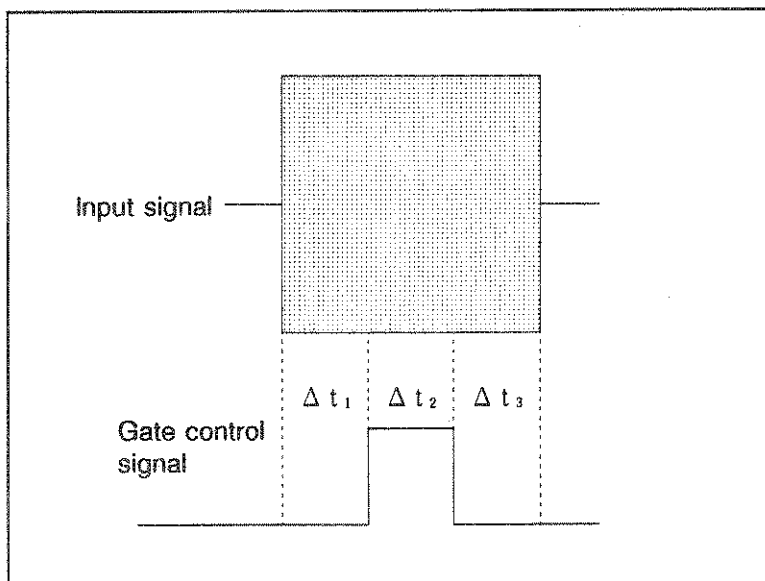 Input signal
Δ t₁ Δ t₂ Δ t₃
Gate control
signal